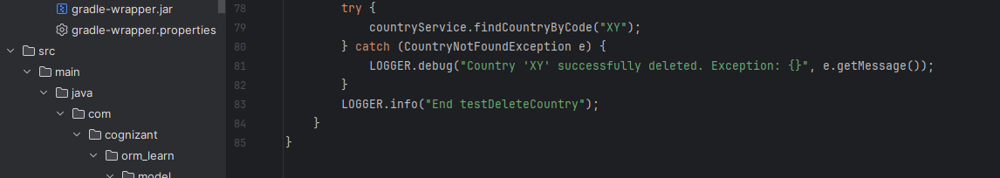 gradle-wrapper.jar
gradle-wrapper.properties
src
main
java
com
cognizant
orm_learn
model
78 try {
79 countryService.findCountryByCode("XY");
80 } catch (CountryNotFoundException e) {
81 LOGGER.debug("Country 'XY' successfully deleted. Exception: {}", e.getMessage());
82 }
83 LOGGER.info("End testDeleteCountry");
84 }
85 }